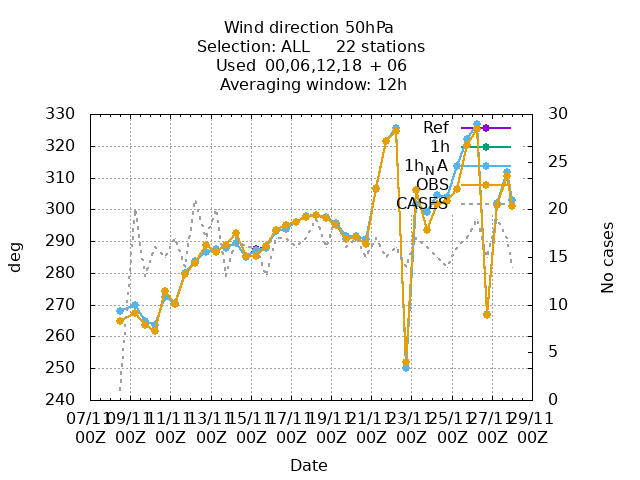 Wind direction 50hPa
Selection: ALL 22 stations
Used 00,06,12,18 + 06
Averaging window: 12h
330 30
320 25
310
300 20
290 15
280
270 10
260
250 5
240 0
deg
No cases
Ref
1h
1hNA
OBS
CASES
07/11 09/11 11/11 13/11 15/11 17/11 19/11 21/11 23/11 25/11 27/11 29/11
00Z 00Z 00Z 00Z 00Z 00Z 00Z 00Z 00Z 00Z 00Z 00Z
Date